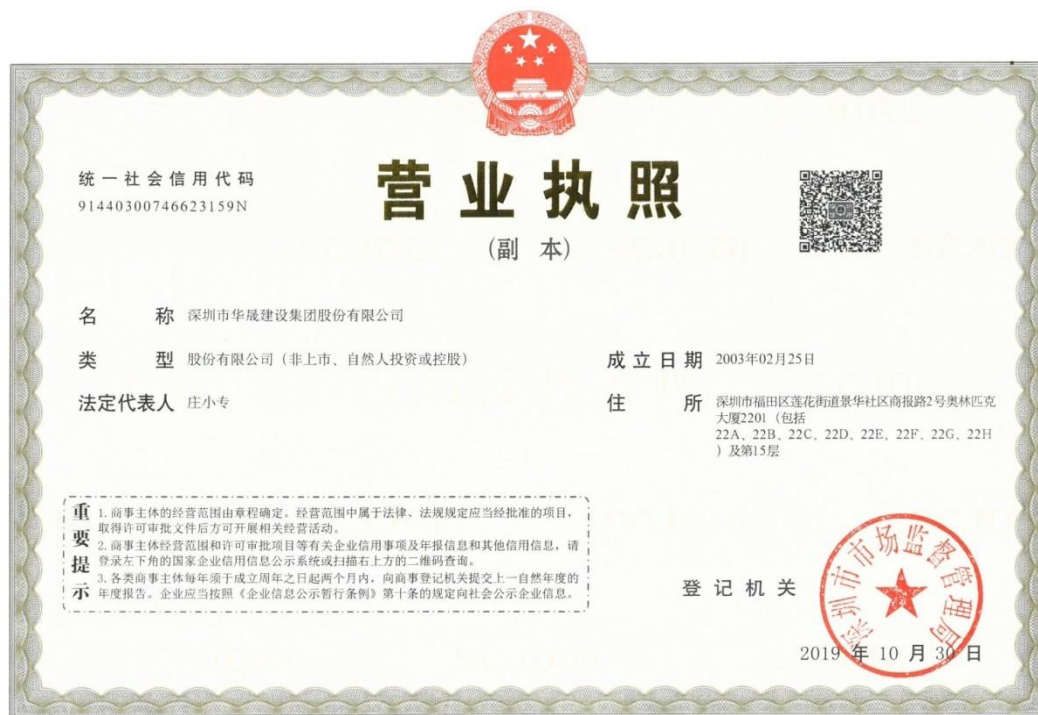 统一社会信用代码
91440300746623159N
营业执照
(副 本)
名 称 深圳市华晟建设集团股份有限公司
类 型 股份有限公司（非上市、自然人投资或控股）
成立日期 2003年02月25日
法定代表人 庄小专
住 所 深圳市福田区莲花街道景华社区商报路2号奥林匹克
大厦2201（包括
22A、22B、22C、22D、22E、22F、22G、22H
）及第15层
重要提示
1. 商事主体的经营范围由章程确定。经营范围中属于法律、法规规定应当经批准的项目，
取得许可审批文件后方可开展相关经营活动。
2. 商事主体经营范围和许可审批项目等有关企业信用事项及年报信息和其他信用信息，请
登录左下角的国家企业信用信息公示系统或扫描右上方的二维码查询。
3. 各类商事主体每年须于成立周年之日起两个月内，向商事登记机关提交上一自然年度的
年度报告。企业应当按照《企业信息公示暂行条例》第十条的规定向社会公示企业信息。
登记机关
深圳市市场监督管理局
2019 年 10 月 30 日